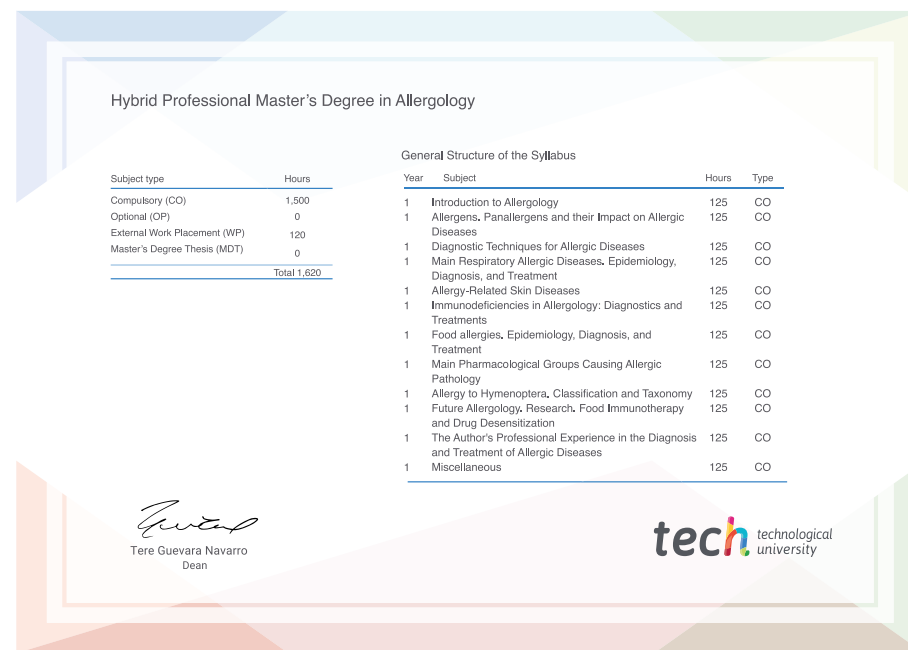 Hybrid Professional Master's Degree in Allergology
Subject type Hours
Compulsory (CO) 1,500
Optional (OP) 0
External Work Placement (WP) 120
Master's Degree Thesis (MDT) 0
Total 1,620
General Structure of the Syllabus
Year Subject Hours Type
1 Introduction to Allergology 125 CO
1 Allergens. Panallergens and their Impact on Allergic 125 CO
Diseases
1 Diagnostic Techniques for Allergic Diseases 125 CO
1 Main Respiratory Allergic Diseases. Epidemiology, 125 CO
Diagnosis, and Treatment
1 Allergy-Related Skin Diseases 125 CO
1 Immunodeficiencies in Allergology: Diagnostics and 125 CO
Treatments
1 Food allergies. Epidemiology, Diagnosis, and 125 CO
Treatment
1 Main Pharmacological Groups Causing Allergic 125 CO
Pathology
1 Allergy to Hymenoptera. Classification and Taxonomy 125 CO
1 Future Allergology. Research. Food Immunotherapy 125 CO
and Drug Desensitization
1 The Author's Professional Experience in the Diagnosis 125 CO
and Treatment of Allergic Diseases
1 Miscellaneous 125 CO
Tere Guevara Navarro
Dean
tech technological
university